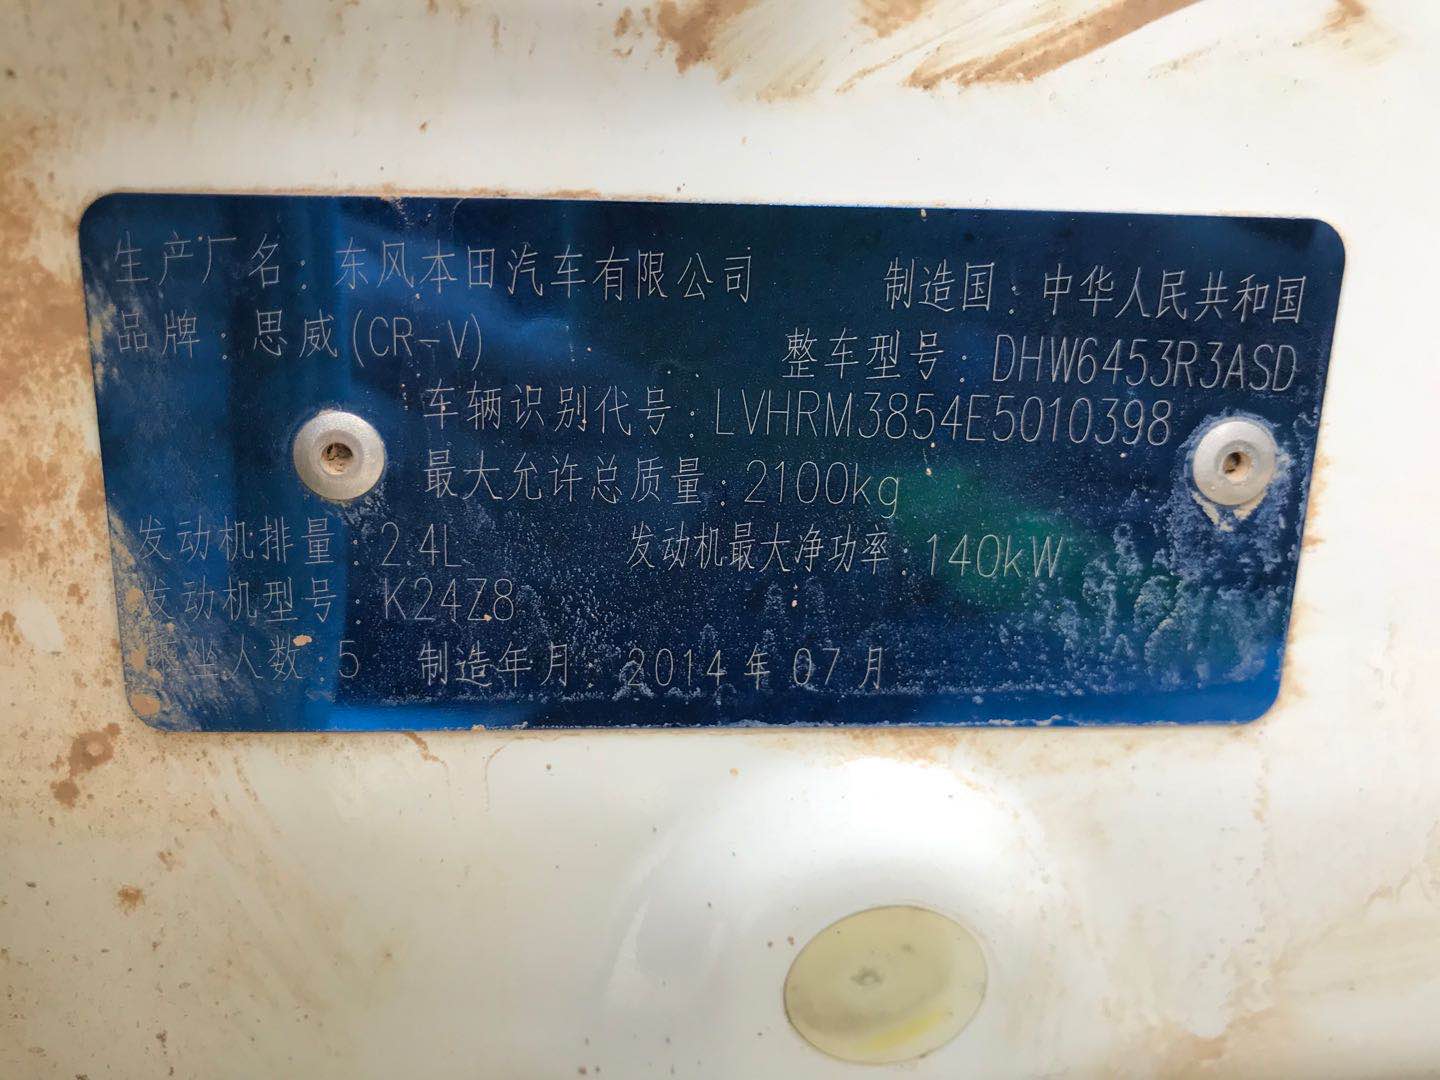 生产厂名：东风本田汽车有限公司 制造国：中华人民共和国
品牌：思威(CR-V) 整车型号：DHW6453R3ASD
车辆识别代号：LVHRM3854E5010398
最大允许总质量：2100kg
发动机排量：2.4L 发动机最大净功率：140kW
发动机型号：K24Z8
乘坐人数：5 制造年月：2014年07月